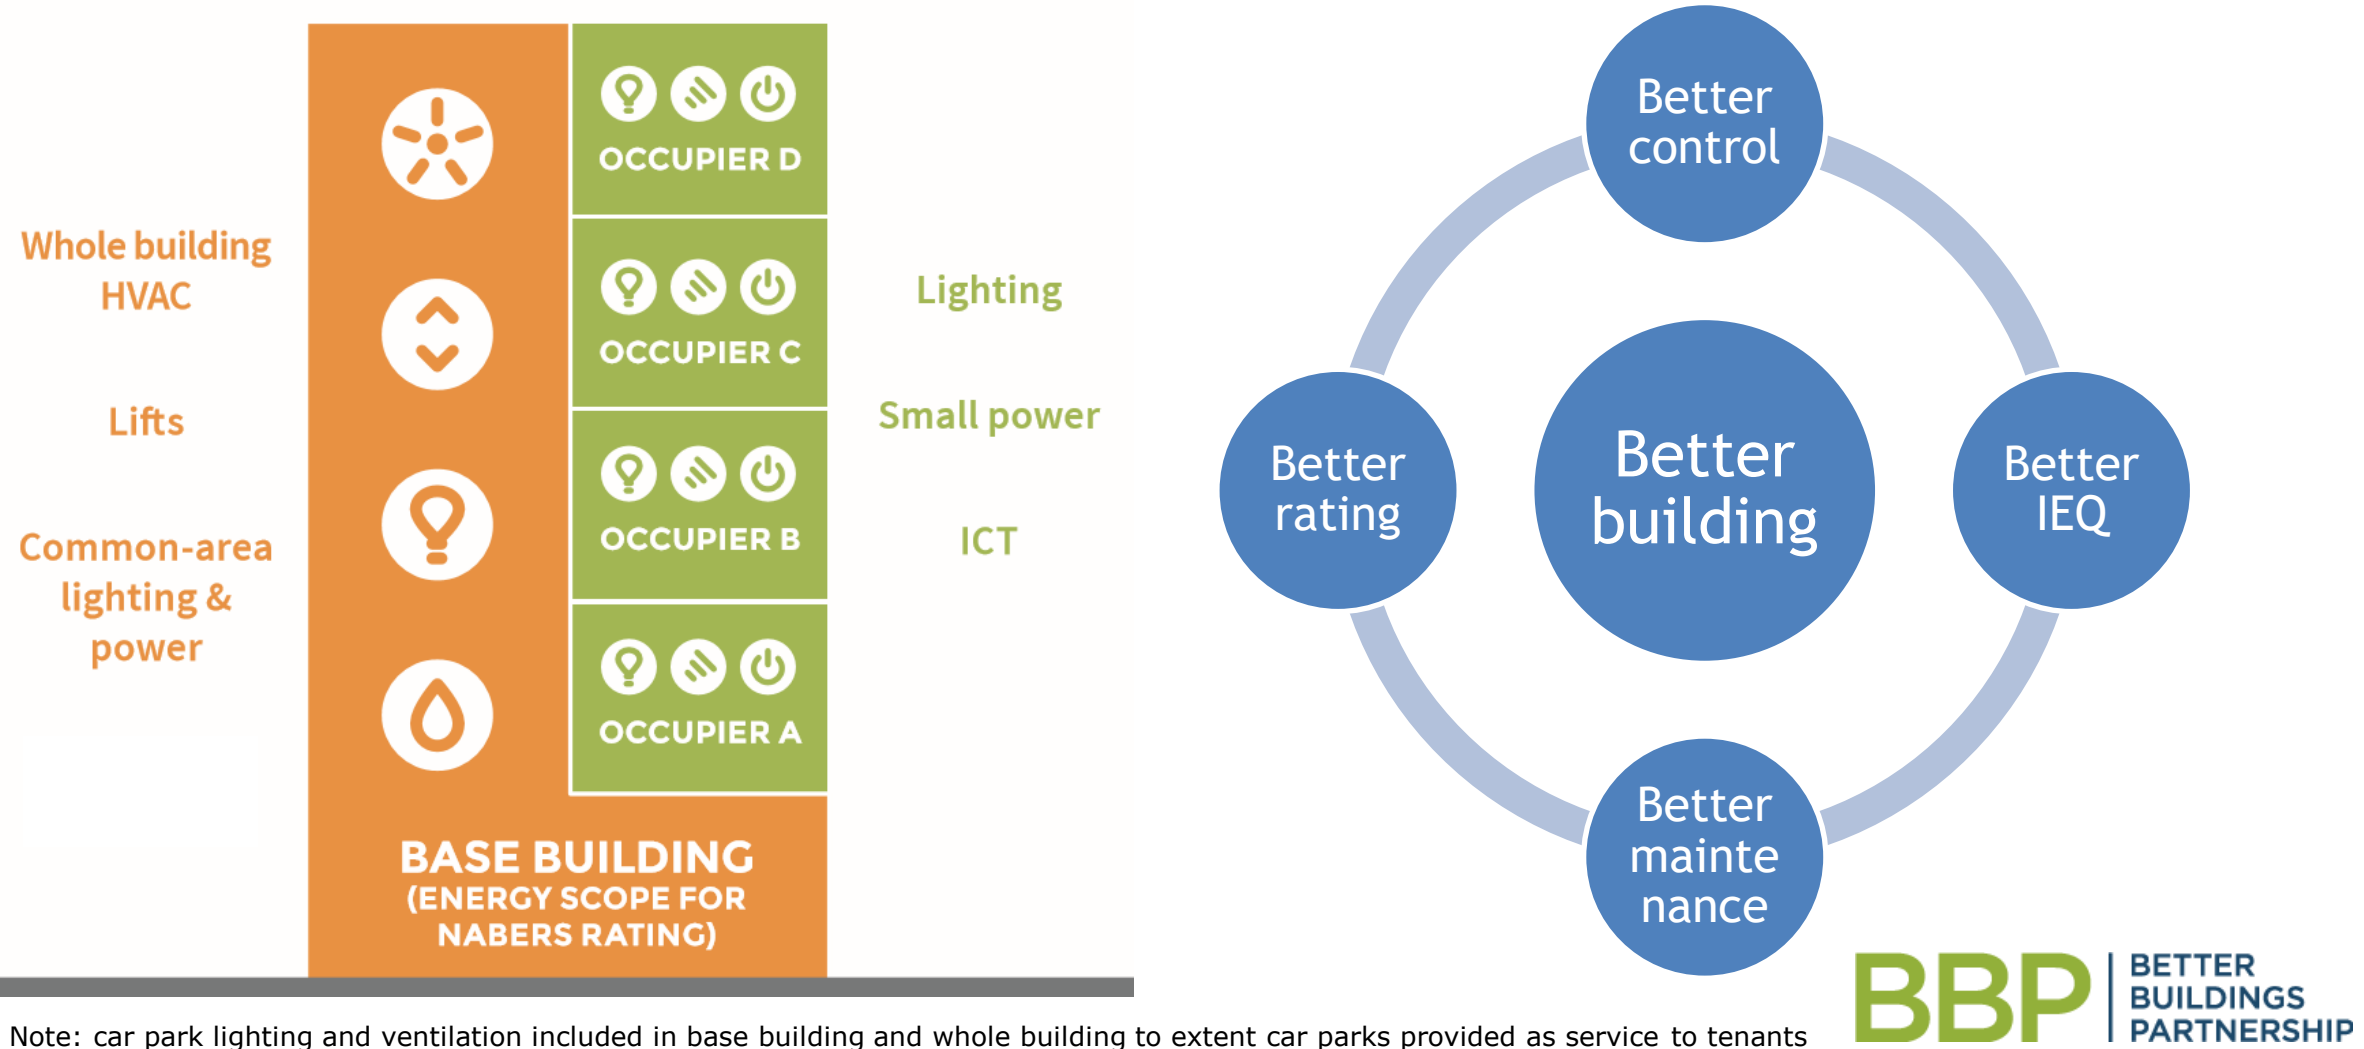 Whole building
HVAC
Lifts
Common-area
lighting &
power
OCCUPIER D
OCCUPIER C
OCCUPIER B
OCCUPIER A
BASE BUILDING
(ENERGY SCOPE FOR
NABERS RATING)
Lighting
Small power
ICT
Better
control
Better
rating
Better
building
Better
IEQ
Better
mainte
nance
BBP
BETTER
BUILDINGS
PARTNERSHIP
Note: car park lighting and ventilation included in base building and whole building to extent car parks provided as service to tenants